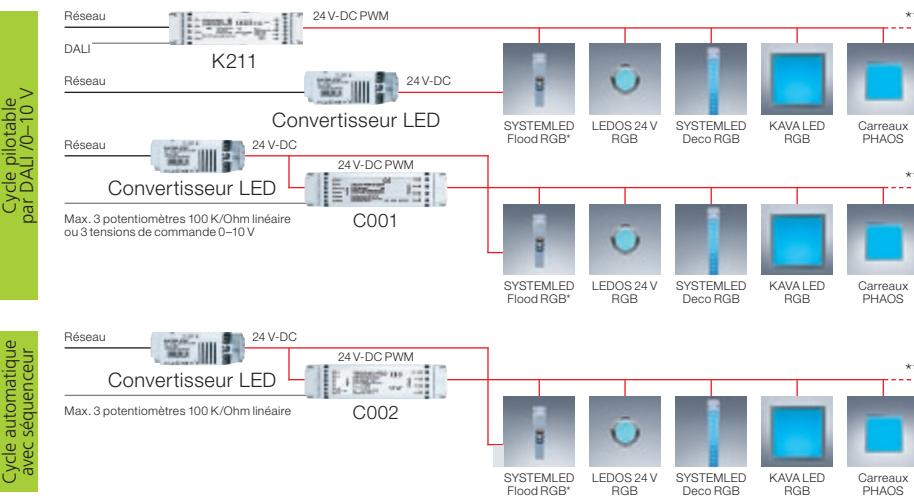 Cycle pilotable
par DALI /0–10 V
Réseau
24 V-DC PWM
**
DALI
K211
Réseau
24 V-DC
Convertisseur LED
SYSTEMLED
Flood RGB*
LEDOS 24 V
RGB
SYSTEMLED
Deco RGB
KAVA LED
RGB
Carreaux
PHAOS
Réseau
24 V-DC
24 V-DC PWM
**
Convertisseur LED
C001
Max. 3 potentiomètres 100 K/Ohm linéaire
ou 3 tensions de commande 0–10 V
SYSTEMLED
Flood RGB*
LEDOS 24 V
RGB
SYSTEMLED
Deco RGB
KAVA LED
RGB
Carreaux
PHAOS
Cycle automatique
avec séquenceur
Réseau
24 V-DC
24 V-DC PWM
**
Convertisseur LED
C002
Max. 3 potentiomètres 100 K/Ohm linéaire
SYSTEMLED
Flood RGB*
LEDOS 24 V
RGB
SYSTEMLED
Deco RGB
KAVA LED
RGB
Carreaux
PHAOS